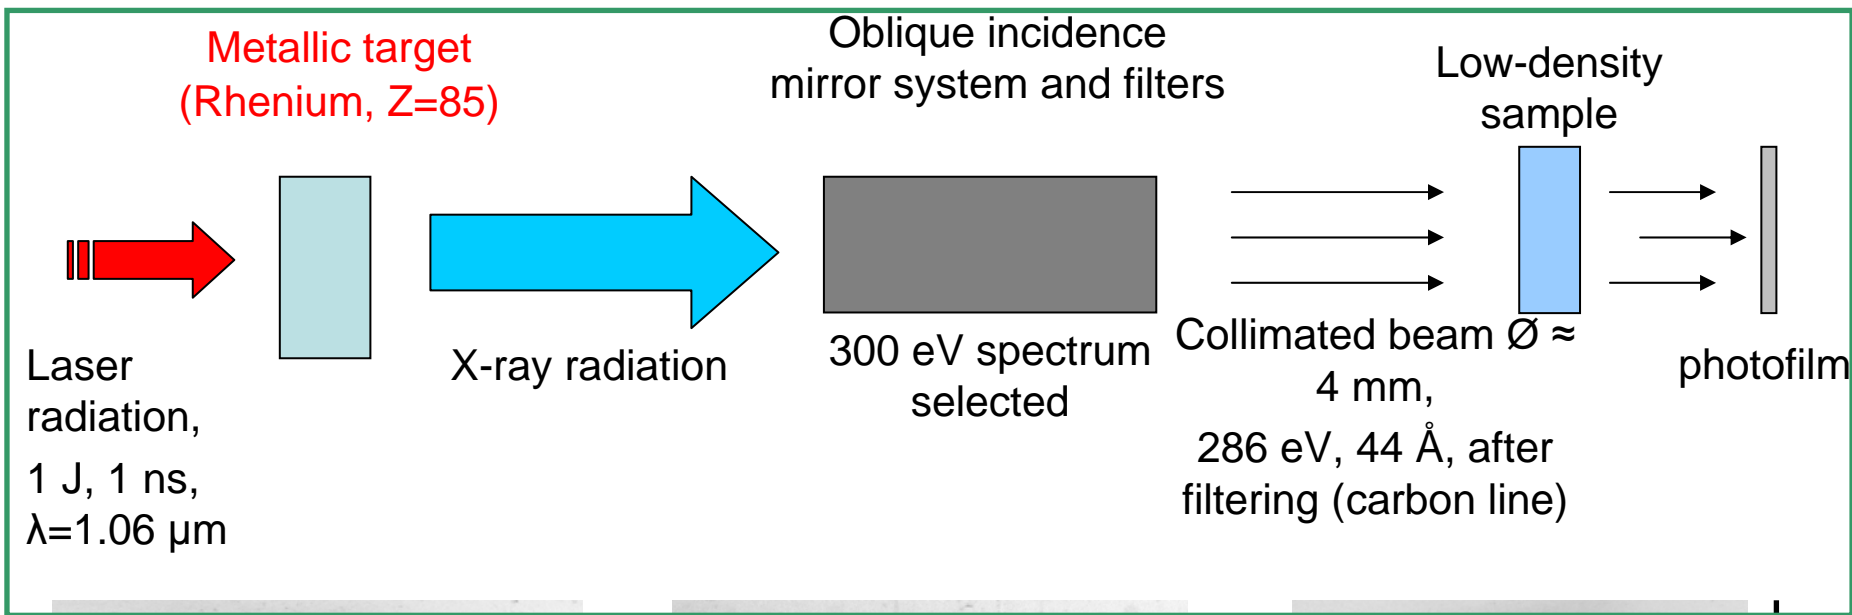 Metallic target
(Rhenium, Z=85)
Oblique incidence
mirror system and filters
Low-density
sample
Laser
radiation,
1 J, 1 ns,
λ=1.06 µm
X-ray radiation
300 eV spectrum
selected
Collimated beam Ø ≈
4 mm,
286 eV, 44 Å, after
filtering (carbon line)
photofilm